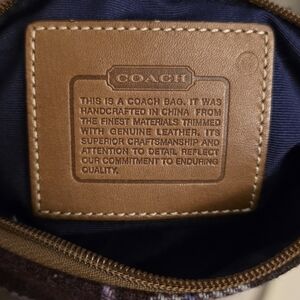 COACH
THIS IS A COACH BAG. IT WAS
HANDCRAFTED IN CHINA FROM
THE FINEST MATERIALS TRIMMED
WITH GENUINE LEATHER. ITS
SUPERIOR CRAFTSMANSHIP AND
ATTENTION TO DETAIL REFLECT
OUR COMMITMENT TO ENDURING
QUALITY.